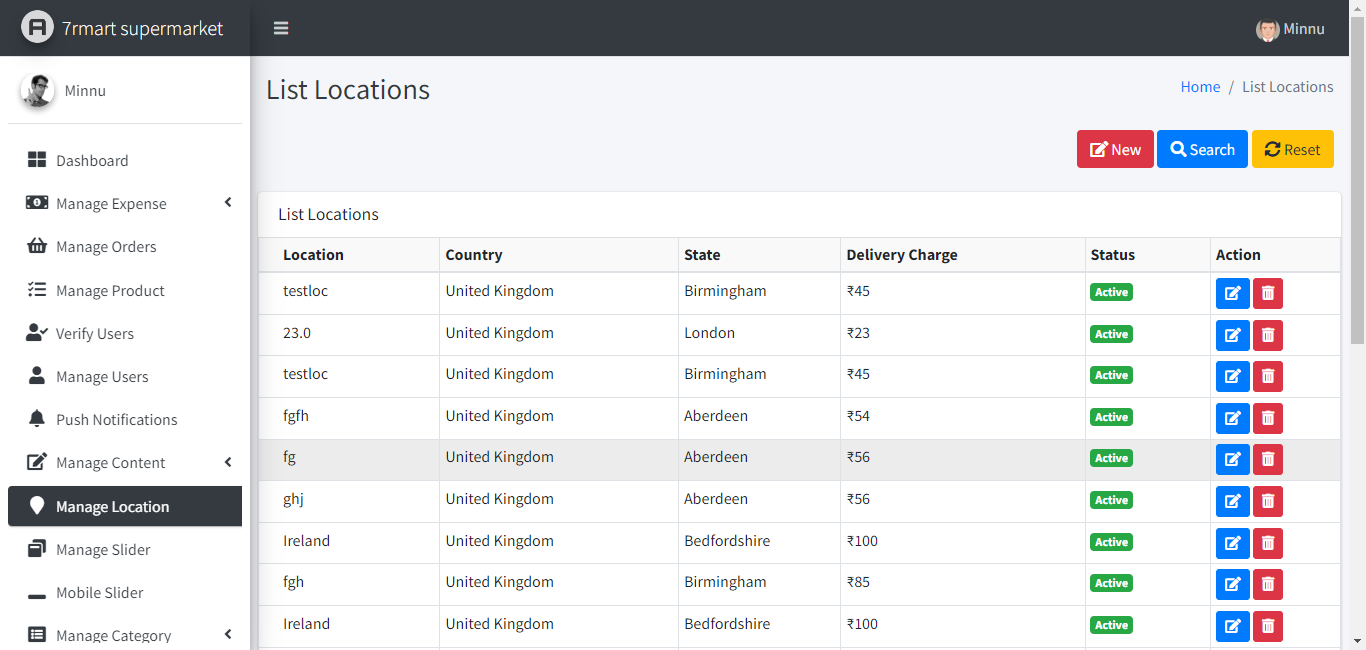 7rmart supermarket
Minnu
Minnu
Dashboard
Manage Expense
Manage Orders
Manage Product
Verify Users
Manage Users
Push Notifications
Manage Content
Manage Location
Manage Slider
Mobile Slider
Manage Category
List Locations
Home / List Locations
New Search Reset
List Locations
Location Country State Delivery Charge Status Action
testloc United Kingdom Birmingham ₹45 Active
23.0 United Kingdom London ₹23 Active
testloc United Kingdom Birmingham ₹45 Active
fgfh United Kingdom Aberdeen ₹54 Active
fg United Kingdom Aberdeen ₹56 Active
ghj United Kingdom Aberdeen ₹56 Active
Ireland United Kingdom Bedfordshire ₹100 Active
fgh United Kingdom Birmingham ₹85 Active
Ireland United Kingdom Bedfordshire ₹100 Active